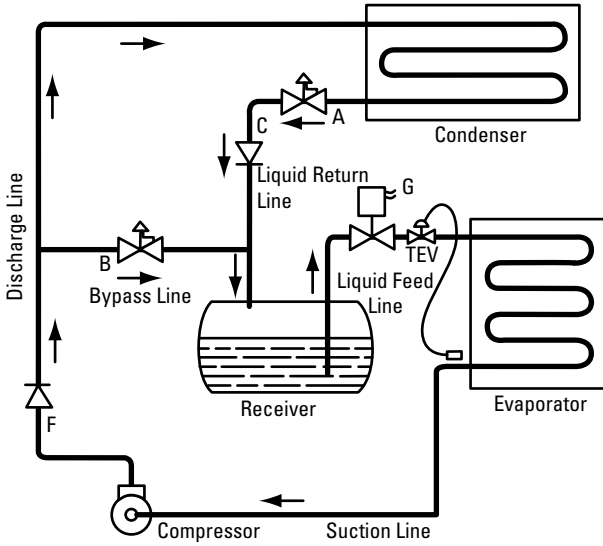 A
Condenser
C
Liquid Return
Line
G
Discharge Line
B
Bypass Line
TEV
Liquid Feed
Line
Receiver
Evaporator
F
Compressor
Suction Line